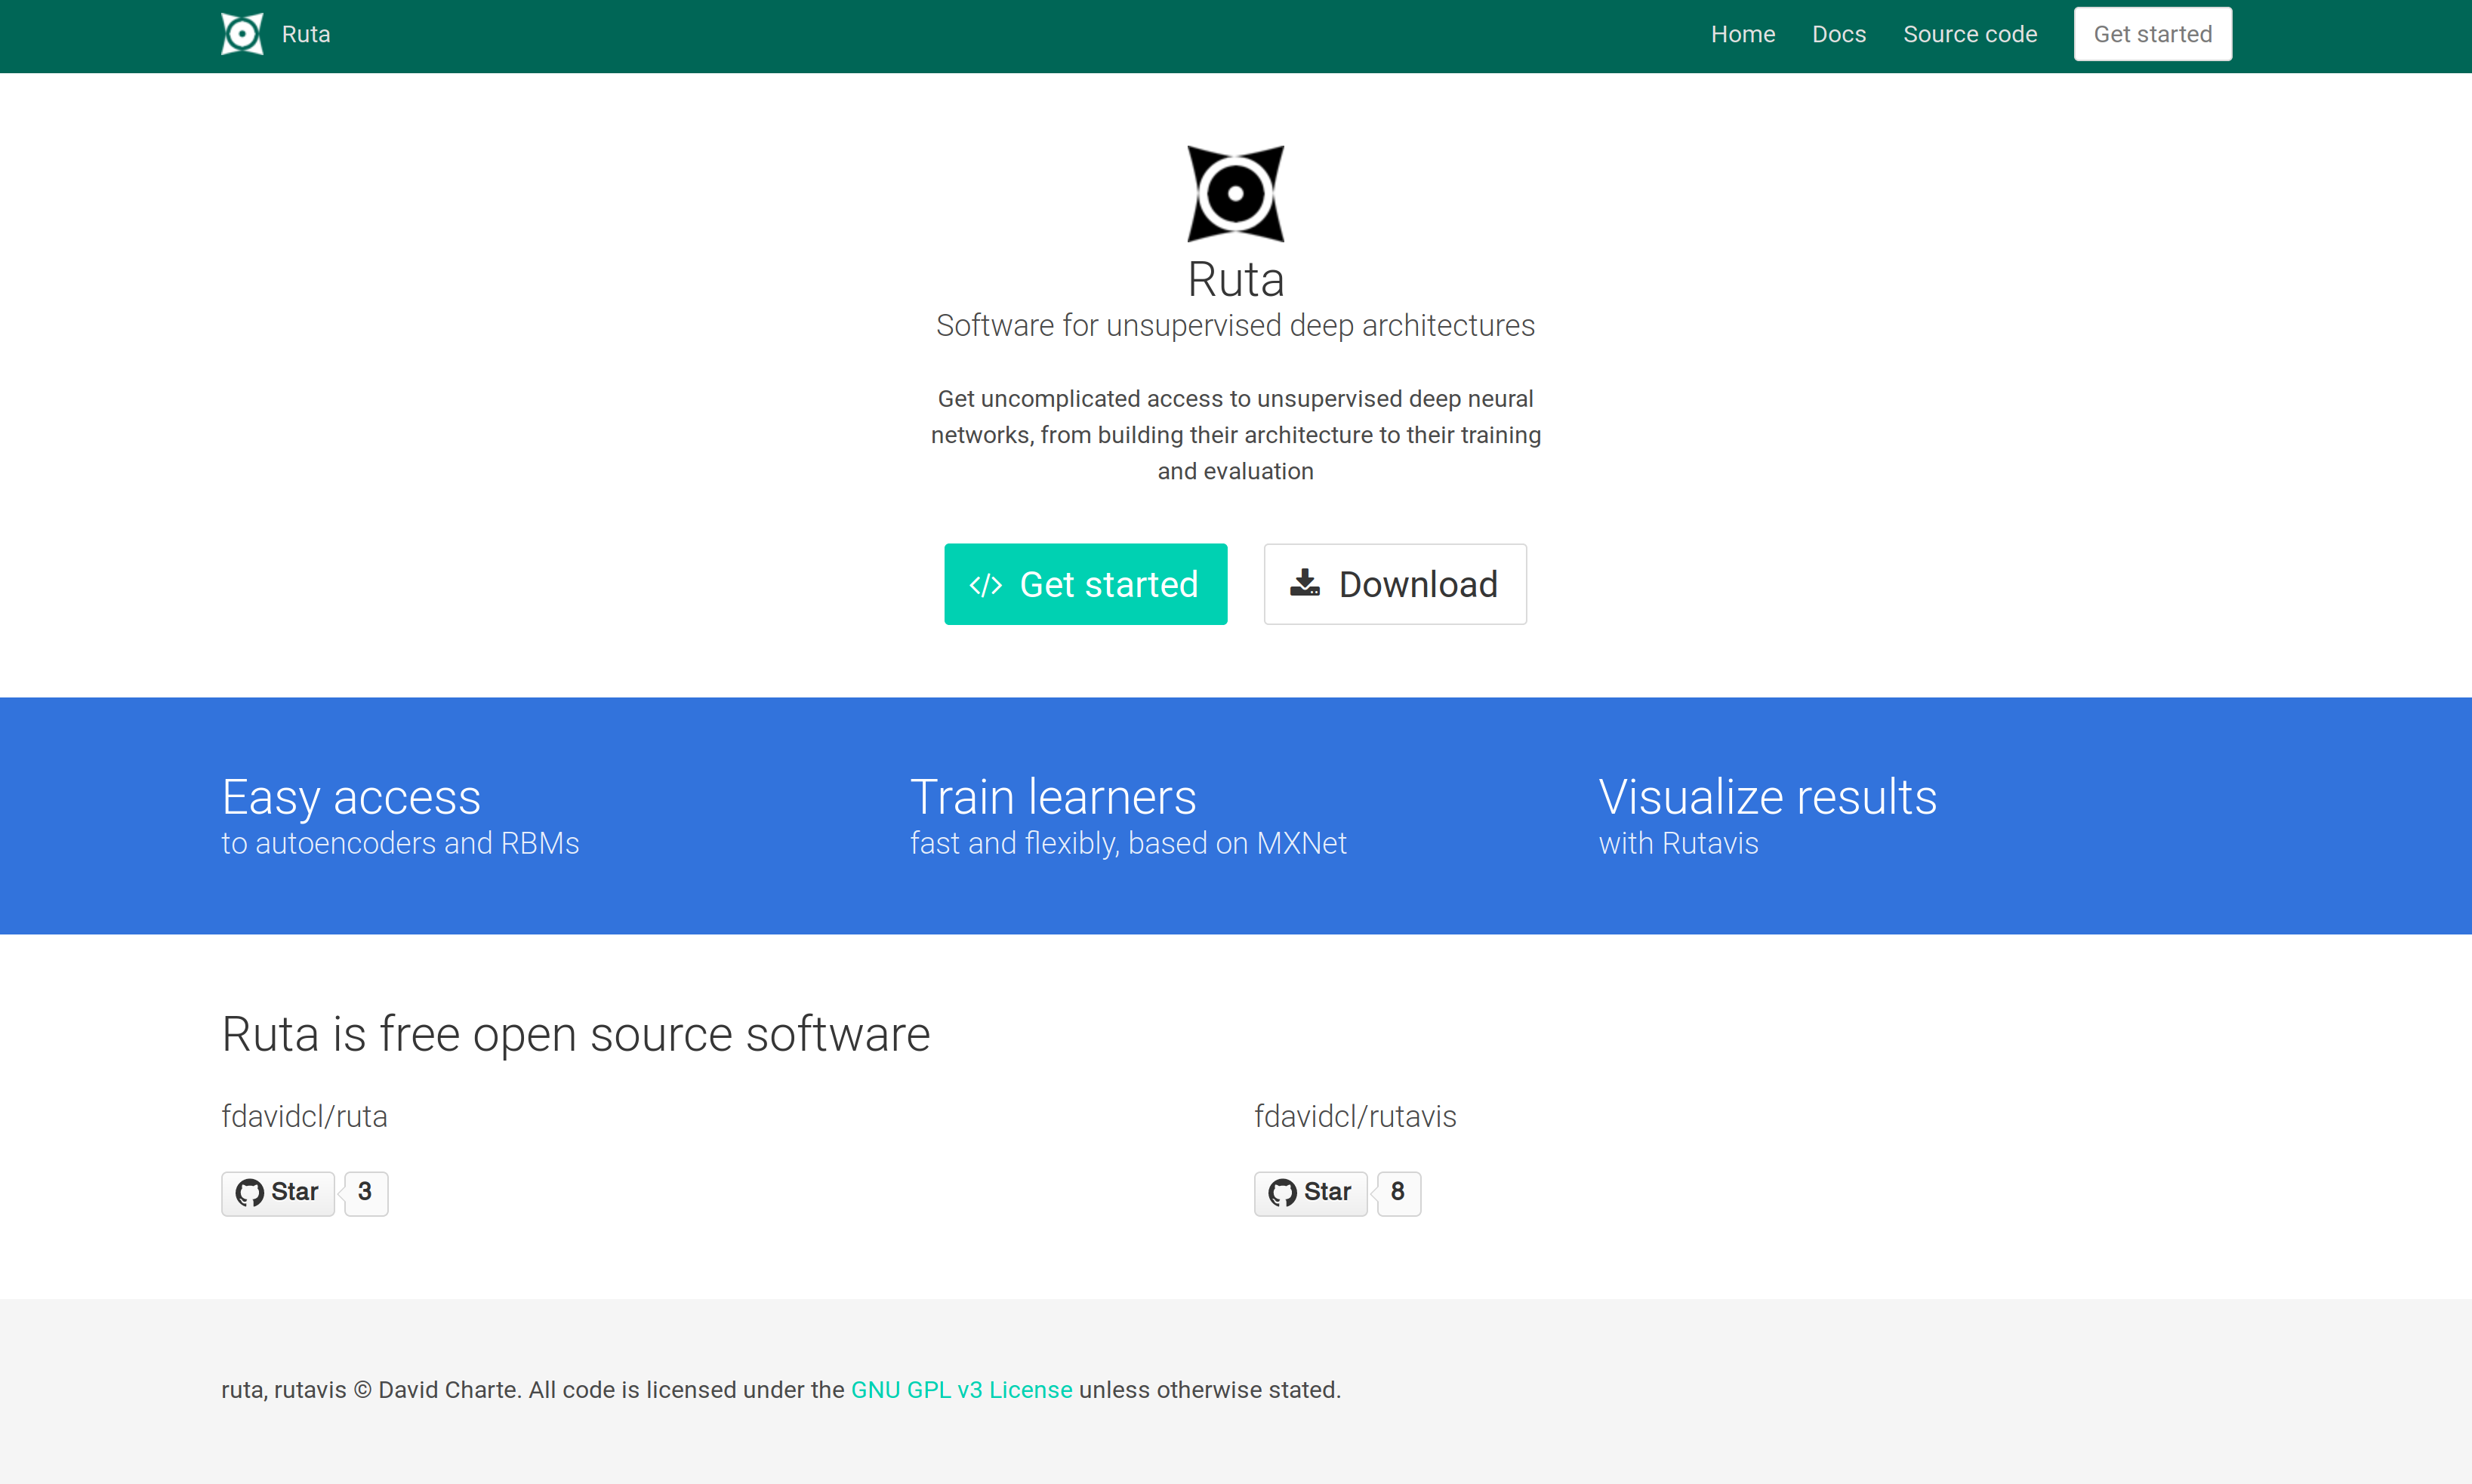 Ruta
Home
Docs
Source code
Get started
Ruta
Software for unsupervised deep architectures
Get uncomplicated access to unsupervised deep neural
networks, from building their architecture to their training
and evaluation
Get started
Download
Easy access
to autoencoders and RBMs
Train learners
fast and flexibly, based on MXNet
Visualize results
with Rutavis
Ruta is free open source software
fdavidcl/ruta
Star 3
fdavidcl/rutavis
Star 8
ruta, rutavis © David Charte. All code is licensed under the GNU GPL v3 License unless otherwise stated.